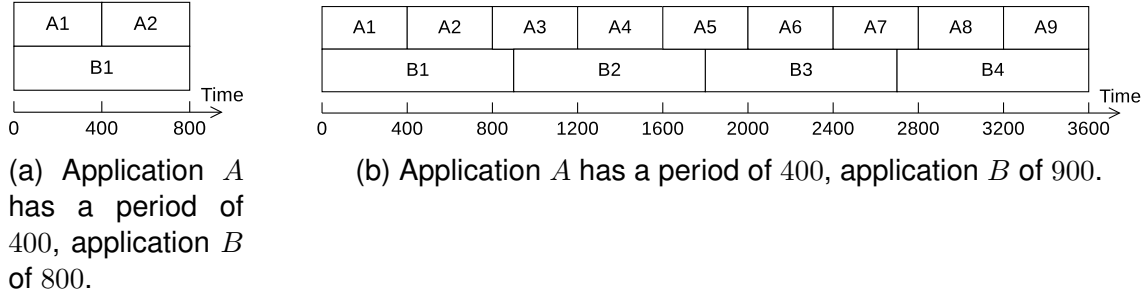 A1 A2
B1
Time
0 400 800
(a) Application A
has a period of
400, application B
of 800.
A1 A2 A3 A4 A5 A6 A7 A8 A9
B1 B2 B3 B4
Time
0 400 800 1200 1600 2000 2400 2800 3200 3600
(b) Application A has a period of 400, application B of 900.